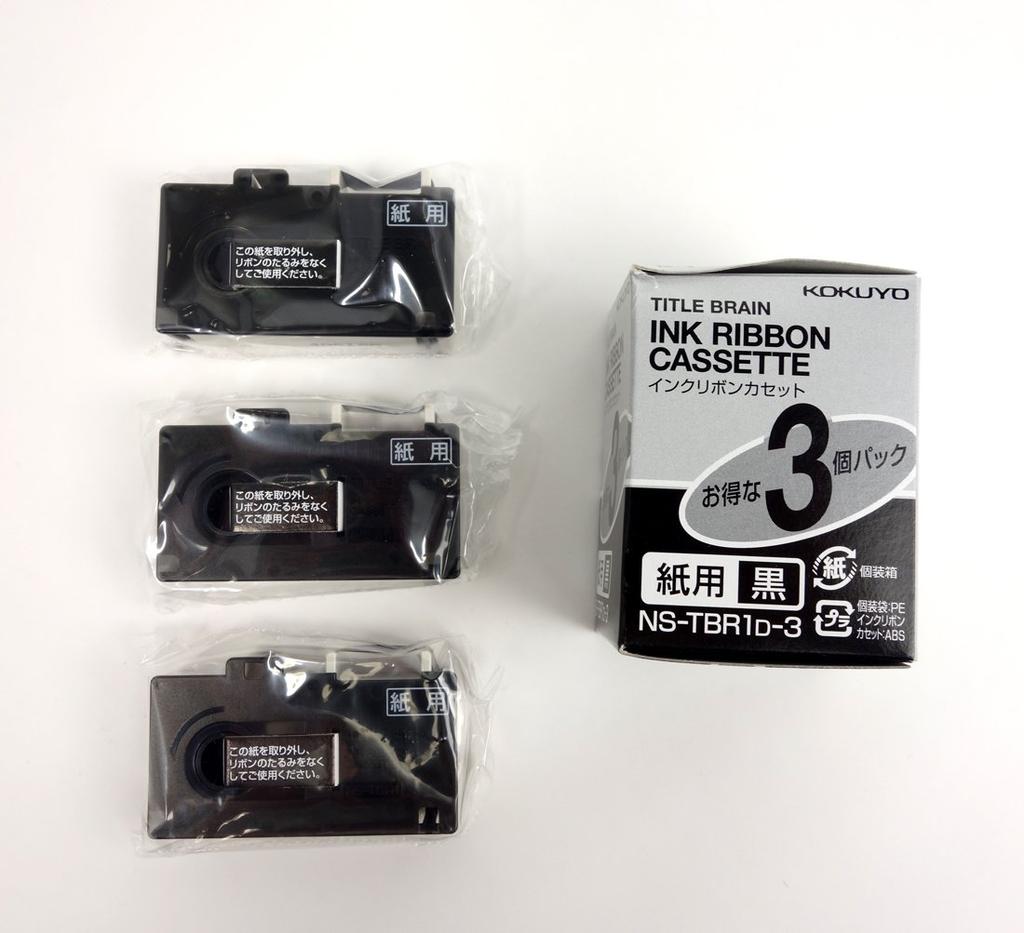 紙用
この紙を取り外し、
リボンのたるみをなく
してご使用ください。
紙用
この紙を取り外し、
リボンのたるみをなく
してご使用ください。
紙用
この紙を取り外し、
リボンのたるみをなく
してご使用ください。
KOKUYO
TITLE BRAIN
INK RIBBON
CASSETTE
インクリボンカセット
お得な3個パック
紙用 黒
NS-TBR1D-3
紙 個装箱
プラ 個装袋:PE
インクリボン
カセット:ABS